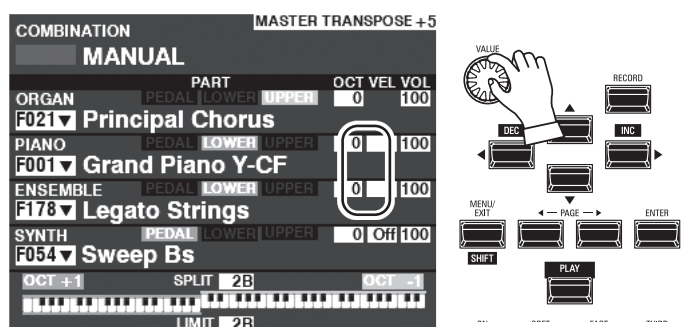 MASTER TRANSPOSE +5
COMBINATION
MANUAL
PART OCT VEL VOL
ORGAN PEDAL LOWER UPPER 0 100
F021▼ Principal Chorus
PIANO PEDAL LOWER UPPER 0 100
F001▼ Grand Piano Y-CF
ENSEMBLE PEDAL LOWER UPPER 0 100
F178▼ Legato Strings
SYNTH PEDAL LOWER UPPER 0 Off 100
F054▼ Sweep Bs
OCT +1 SPLIT 2B OCT -1
LIMIT 2B
VALUE
RECORD
DEC INC
MENU/
EXIT
PAGE ENTER
SHIFT
PLAY